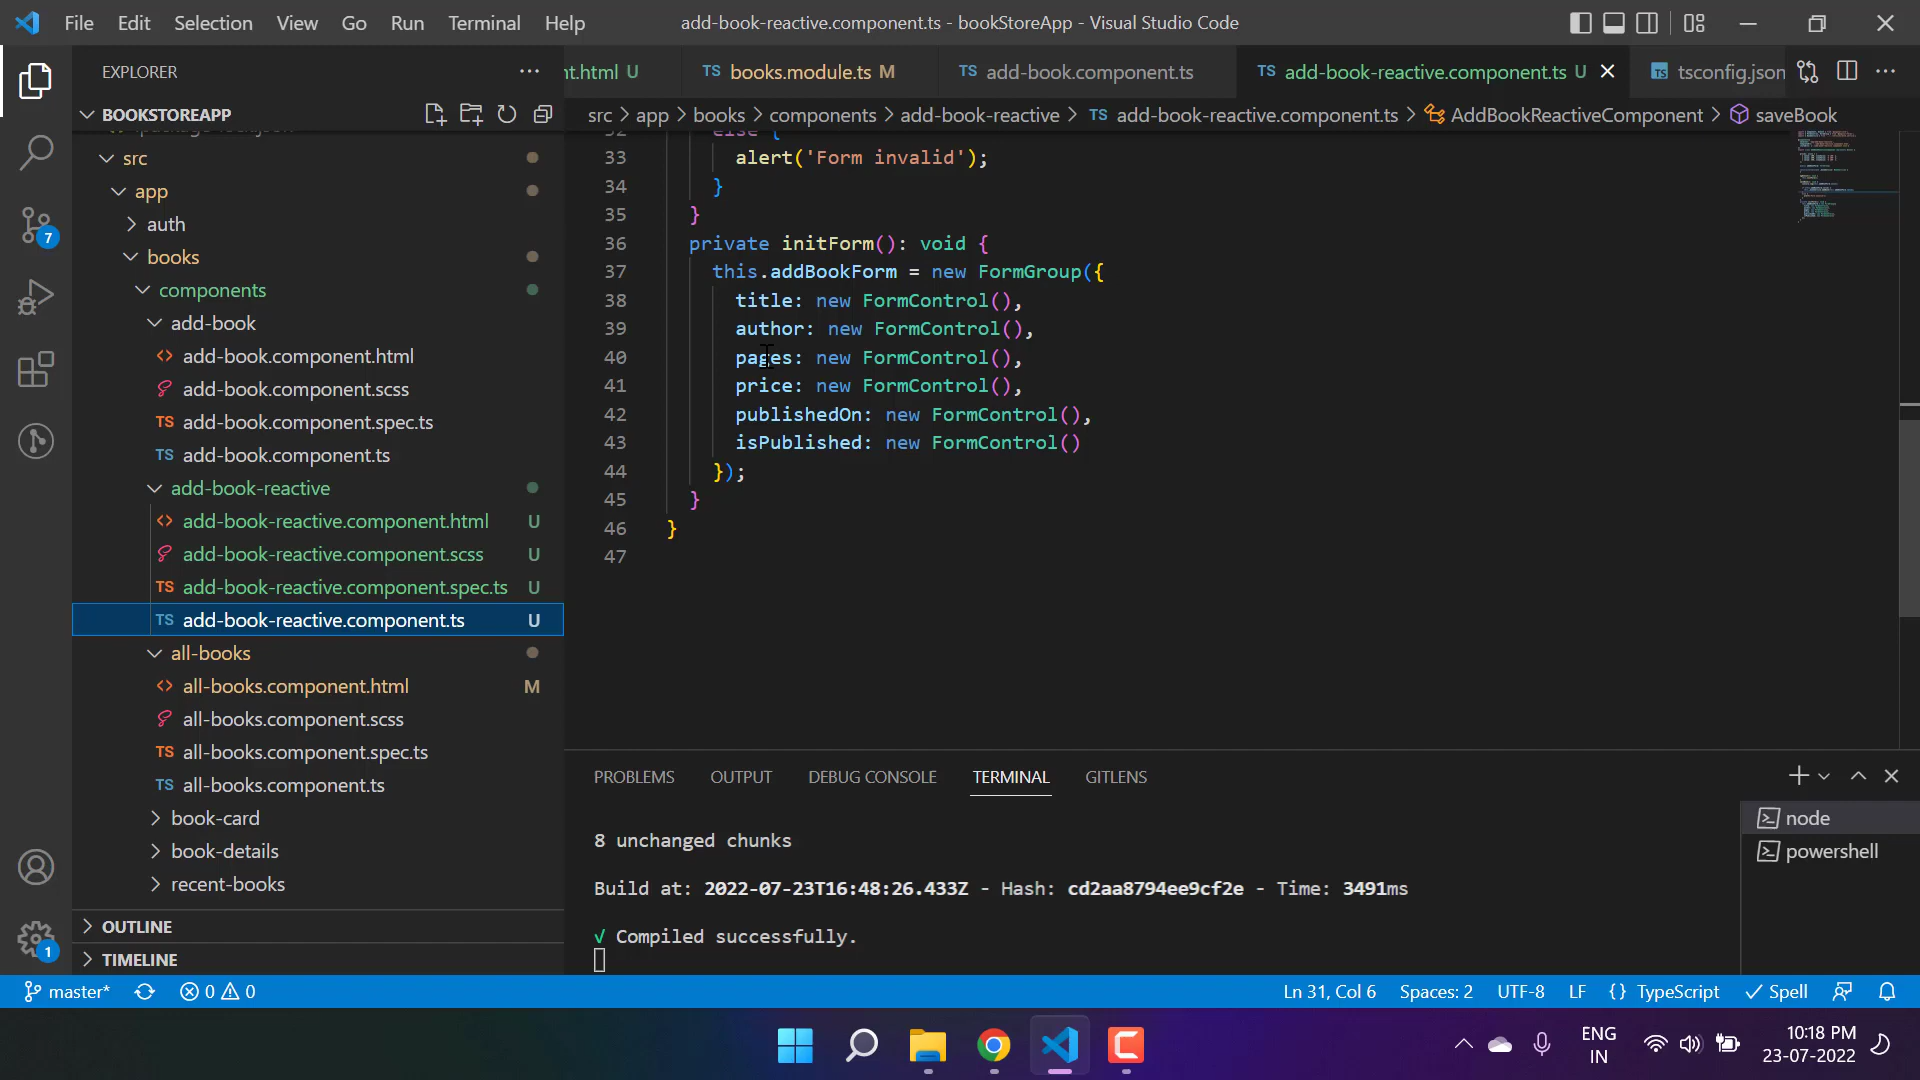 File Edit Selection View Go Run Terminal Help
add-book-reactive.component.ts - bookStoreApp - Visual Studio Code
EXPLORER
nt.html U
TS books.module.ts M
TS add-book.component.ts
TS add-book-reactive.component.ts U
TS tsconfig.json
BOOKSTOREAPP
src > app > books > components > add-book-reactive > TS add-book-reactive.component.ts > AddBookReactiveComponent > saveBook
package-lock.json
src
app
auth
books
components
add-book
add-book.component.html
add-book.component.scss
TS add-book.component.spec.ts
TS add-book.component.ts
add-book-reactive
add-book-reactive.component.html U
add-book-reactive.component.scss U
TS add-book-reactive.component.spec.ts U
TS add-book-reactive.component.ts U
all-books
all-books.component.html M
all-books.component.scss
TS all-books.component.spec.ts
TS all-books.component.ts
book-card
book-details
recent-books
OUTLINE
TIMELINE
32 else {
33 alert('Form invalid');
34 }
35 }
36 private initForm(): void {
37 this.addBookForm = new FormGroup({
38 title: new FormControl(),
39 author: new FormControl(),
40 pages: new FormControl(),
41 price: new FormControl(),
42 publishedOn: new FormControl(),
43 isPublished: new FormControl()
44 });
45 }
46 }
47
PROBLEMS OUTPUT DEBUG CONSOLE TERMINAL GITLENS
8 unchanged chunks
Build at: 2022-07-23T16:48:26.433Z - Hash: cd2aa8794ee9cf2e - Time: 3491ms
√ Compiled successfully.
node
powershell
7
1
master* 0 0
Ln 31, Col 6 Spaces: 2 UTF-8 LF {} TypeScript Spell
ENG
IN
10:18 PM
23-07-2022